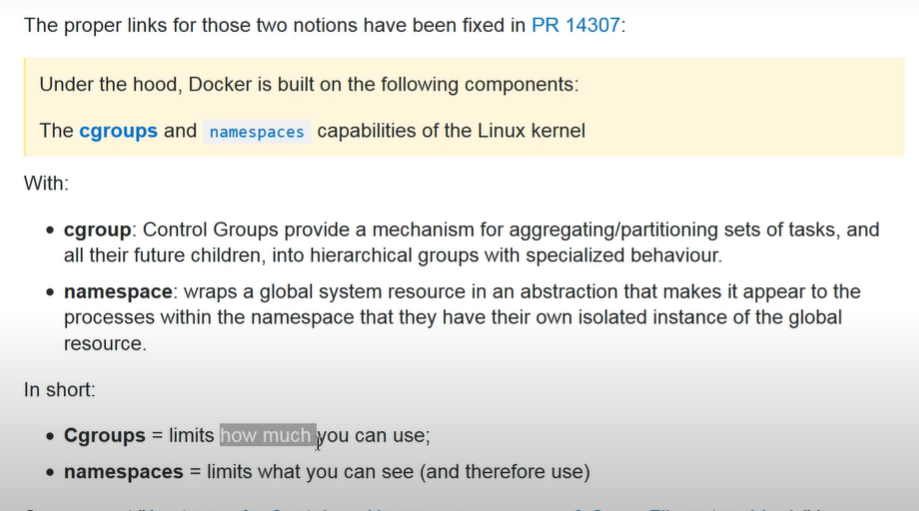 The proper links for those two notions have been fixed in PR 14307:
Under the hood, Docker is built on the following components:
The cgroups and namespaces capabilities of the Linux kernel
With:
• cgroup: Control Groups provide a mechanism for aggregating/partitioning sets of tasks, and
all their future children, into hierarchical groups with specialized behaviour.
• namespace: wraps a global system resource in an abstraction that makes it appear to the
processes within the namespace that they have their own isolated instance of the global
resource.
In short:
• Cgroups = limits how much you can use;
• namespaces = limits what you can see (and therefore use)